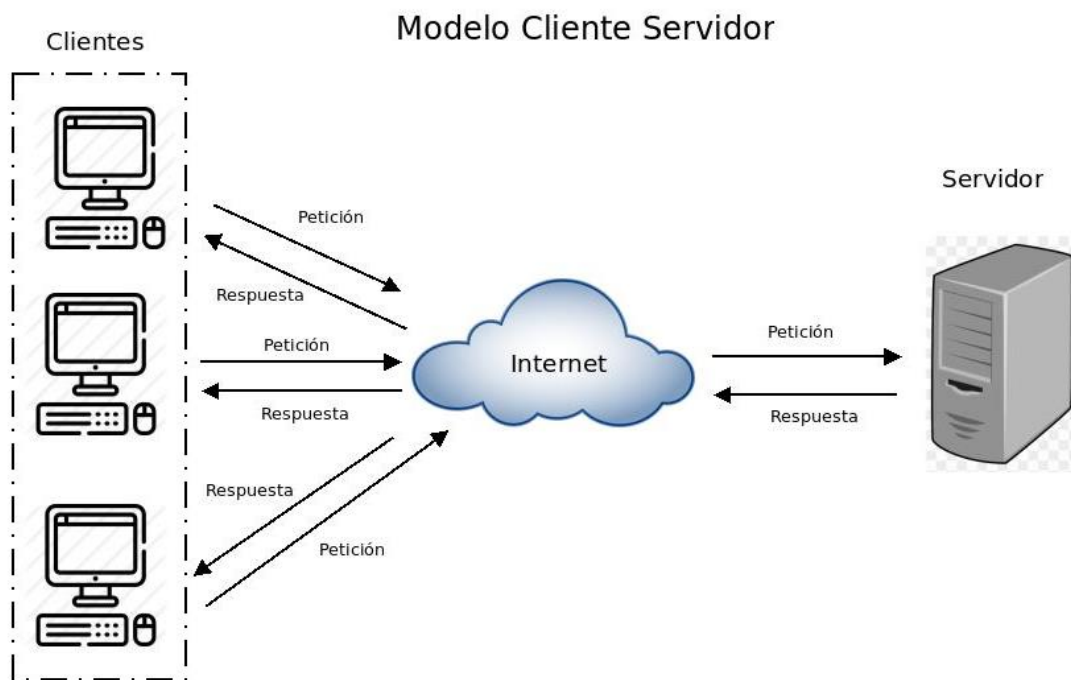 Modelo Cliente Servidor
Clientes
Servidor
Petición
Respuesta
Petición
Respuesta
Internet
Petición
Respuesta
Respuesta
Petición